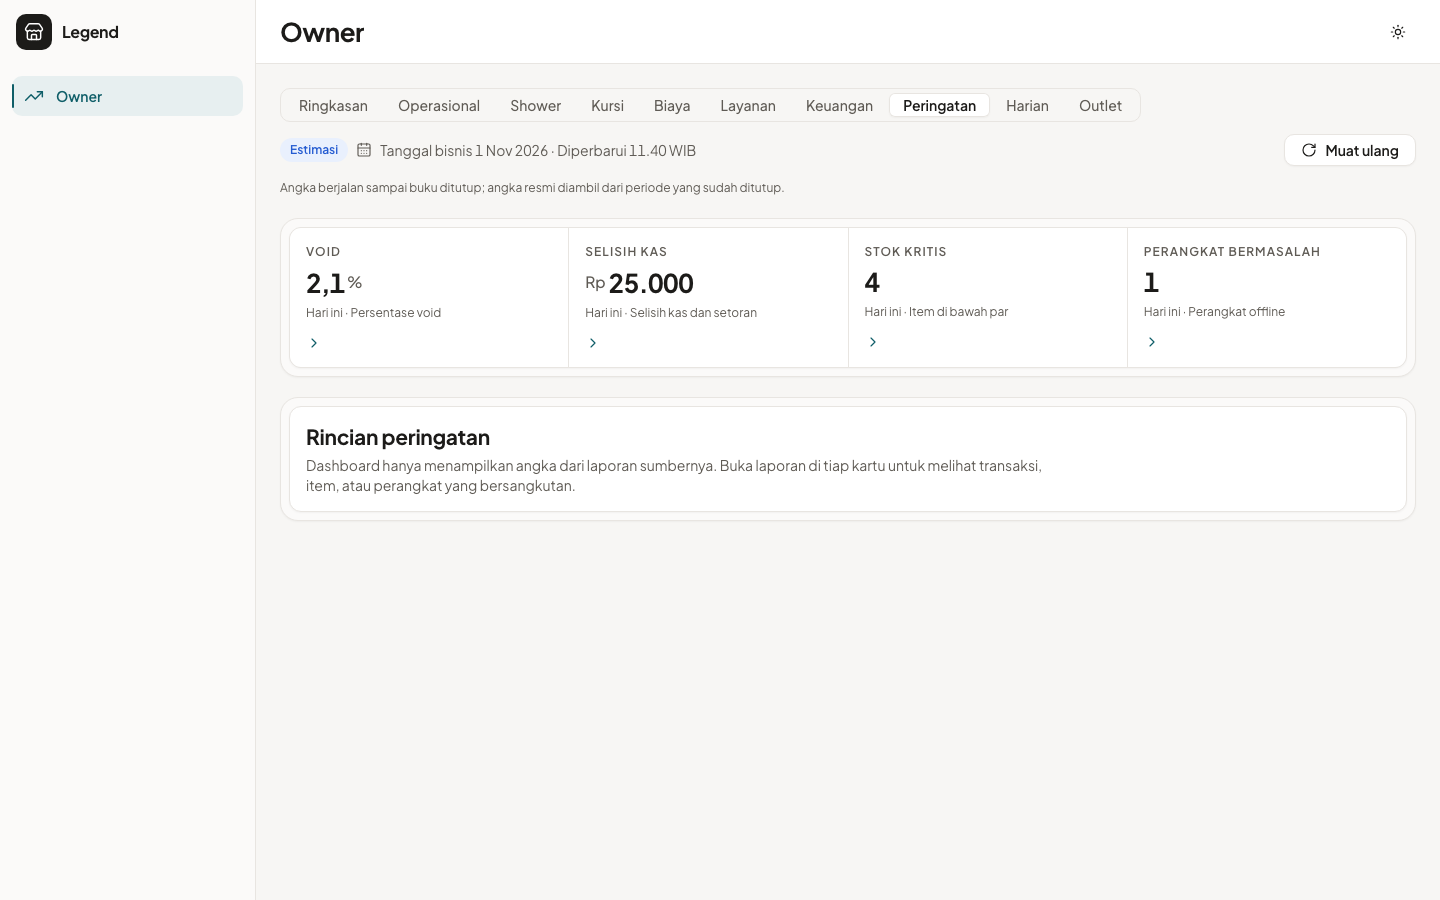 Legend
Owner
Owner
Ringkasan Operasional Shower Kursi Biaya Layanan Keuangan Peringatan Harian Outlet
Estimasi Tanggal bisnis 1 Nov 2026 · Diperbarui 11.40 WIB Muat ulang
Angka berjalan sampai buku ditutup; angka resmi diambil dari periode yang sudah ditutup.
VOID
2,1%
Hari ini · Persentase void
SELISIH KAS
Rp 25.000
Hari ini · Selisih kas dan setoran
STOK KRITIS
4
Hari ini · Item di bawah par
PERANGKAT BERMASALAH
1
Hari ini · Perangkat offline
Rincian peringatan
Dashboard hanya menampilkan angka dari laporan sumbernya. Buka laporan di tiap kartu untuk melihat transaksi,
item, atau perangkat yang bersangkutan.